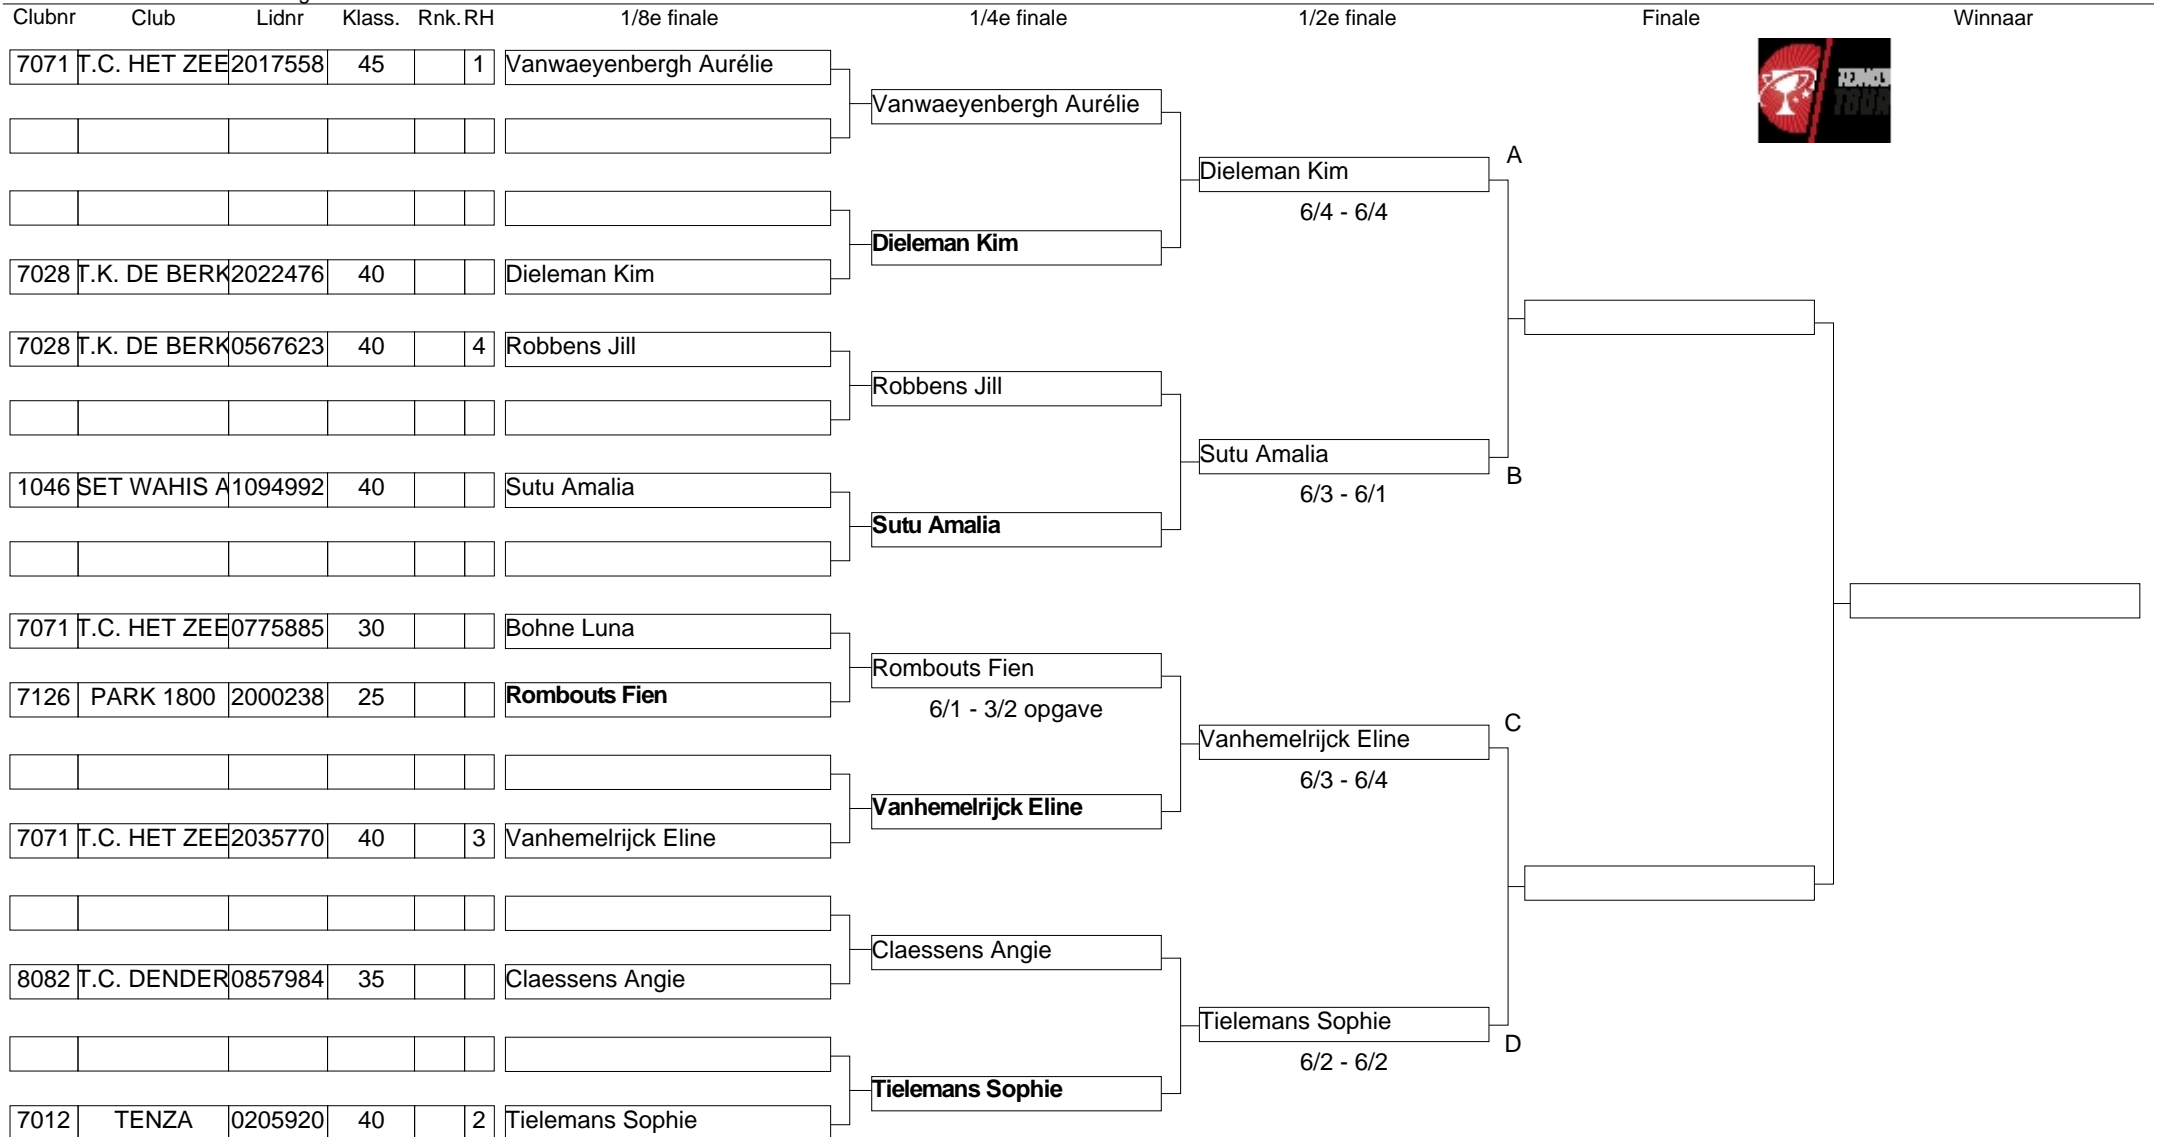 Clubnr Club Lidnr Klass. Rnk. RH 1/8e finale 1/4e finale 1/2e finale Finale Winnaar
7071 T.C. HET ZEE 2017558 45 1 Vanwaeyenbergh Aurélie
Vanwaeyenbergh Aurélie
A
Dieleman Kim
6/4 - 6/4
Dieleman Kim
7028 T.K. DE BERK 2022476 40 Dieleman Kim
7028 T.K. DE BERK 0567623 40 4 Robbens Jill
Robbens Jill
Sutu Amalia
B
6/3 - 6/1
1046 SET WAHIS A 1094992 40 Sutu Amalia
Sutu Amalia
7071 T.C. HET ZEE 0775885 30 Bohne Luna
Rombouts Fien
7126 PARK 1800 2000238 25 Rombouts Fien
6/1 - 3/2 opgave
C
Vanhemelrijck Eline
6/3 - 6/4
Vanhemelrijck Eline
7071 T.C. HET ZEE 2035770 40 3 Vanhemelrijck Eline
Claessens Angie
8082 T.C. DENDER 0857984 35 Claessens Angie
Tielemans Sophie
D
6/2 - 6/2
Tielemans Sophie
7012 TENZA 0205920 40 2 Tielemans Sophie